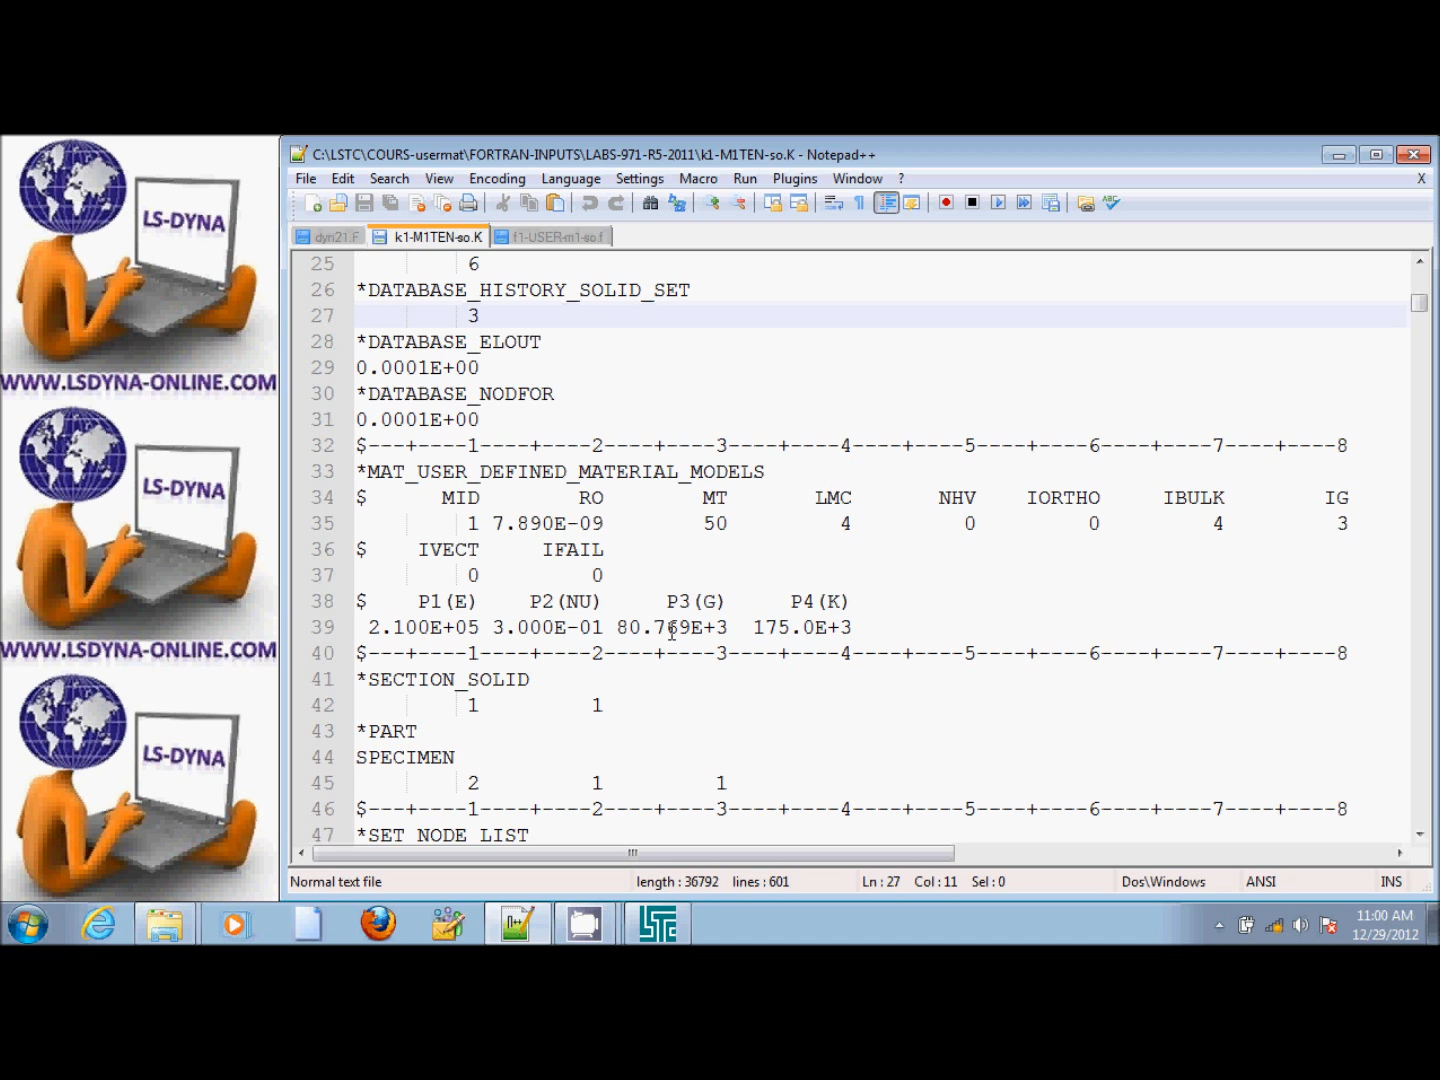 C:\LSTC\COURS-usermat\FORTRAN-INPUTS\LABS-971-R5-2011\k1-M1TEN-so.K - Notepad++
File Edit Search View Encoding Language Settings Macro Run Plugins Window ? X
dyn21.F k1-M1TEN-so.K f1-USER-m1-so.f
25 6
26 *DATABASE_HISTORY_SOLID_SET
27 3
28 *DATABASE_ELOUT
29 0.0001E+00
30 *DATABASE_NODFOR
31 0.0001E+00
32 $---+----1----+----2----+----3----+----4----+----5----+----6----+----7----+----8
33 *MAT_USER_DEFINED_MATERIAL_MODELS
34 $ MID RO MT LMC NHV IORTHO IBULK IG
35 1 7.890E-09 50 4 0 0 4 3
36 $ IVECT IFAIL
37 0 0
38 $ P1(E) P2(NU) P3(G) P4(K)
39 2.100E+05 3.000E-01 80.769E+3 175.0E+3
40 $---+----1----+----2----+----3----+----4----+----5----+----6----+----7----+----8
41 *SECTION_SOLID
42 1 1
43 *PART
44 SPECIMEN
45 2 1 1
46 $---+----1----+----2----+----3----+----4----+----5----+----6----+----7----+----8
47 *SET_NODE_LIST
Normal text file length : 36792 lines : 601 Ln : 27 Col : 11 Sel : 0 Dos\Windows ANSI INS
LS-DYNA
WWW.LSDYNA-ONLINE.COM
LS-DYNA
WWW.LSDYNA-ONLINE.COM
LS-DYNA
11:00 AM
12/29/2012